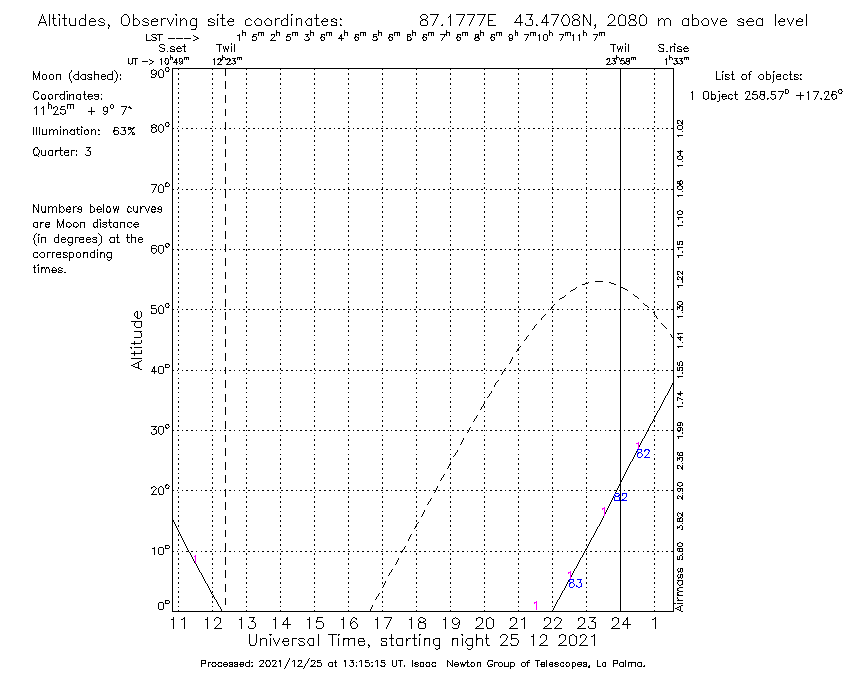 Altitudes, Observing site coordinates: 87.1777E 43.4708N, 2080 m above sea level
LST ---> 1ʰ 5ᵐ 2ʰ 5ᵐ 3ʰ 6ᵐ 4ʰ 6ᵐ 5ʰ 6ᵐ 6ʰ 6ᵐ 7ʰ 6ᵐ 8ʰ 6ᵐ 9ʰ 7ᵐ10ʰ 7ᵐ11ʰ 7ᵐ
S.set Twil Twil S.rise
UT -> 10ʰ49ᵐ 12ʰ23ᵐ 23ʰ58ᵐ 1ʰ33ᵐ
Moon (dashed):
Coordinates:
11ʰ25ᵐ + 9° 7'
Illumination: 63%
Quarter: 3
Numbers below curves
are Moon distance
(in degrees) at the
corresponding
times.
List of objects:
1 Object 258.57° +17.26°
Altitude
90°
80°
70°
60°
50°
40°
30°
20°
10°
0°
1.02
1.04
1.06
1.10
1.15
1.22
1.30
1.41
1.55
1.74
1.99
2.36
2.90
3.82
5.60
Airmass
1
1
1
83
1
82
1
82
11 12 13 14 15 16 17 18 19 20 21 22 23 24 1
Universal Time, starting night 25 12 2021
Processed: 2021/12/25 at 13:15:15 UT. Isaac Newton Group of Telescopes, La Palma.